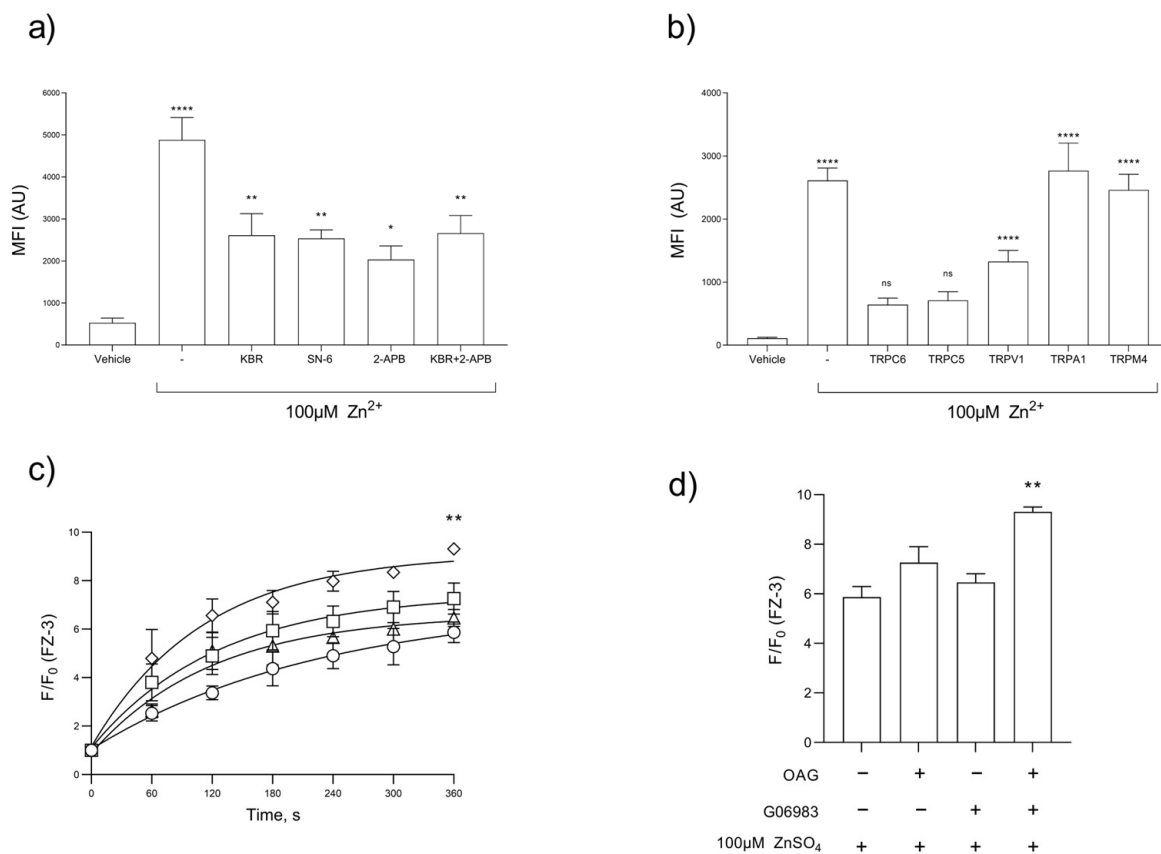 a)
6000
5000
4000
3000
2000
1000
0
MFI (AU)
****
**
**
*
**
Vehicle - KBR SN-6 2-APB KBR+2-APB
100µM Zn²⁺
b)
4000
3000
2000
1000
0
MFI (AU)
****
ns
ns
****
****
****
Vehicle - TRPC6 TRPC5 TRPV1 TRPA1 TRPM4
100µM Zn²⁺
c)
**
10
8
6
4
2
0
F/F₀ (FZ-3)
0 60 120 180 240 300 360
Time, s
d)
**
10
8
6
4
2
0
F/F₀ (FZ-3)
OAG − + − +
G06983 − − + +
100µM ZnSO₄ + + + +